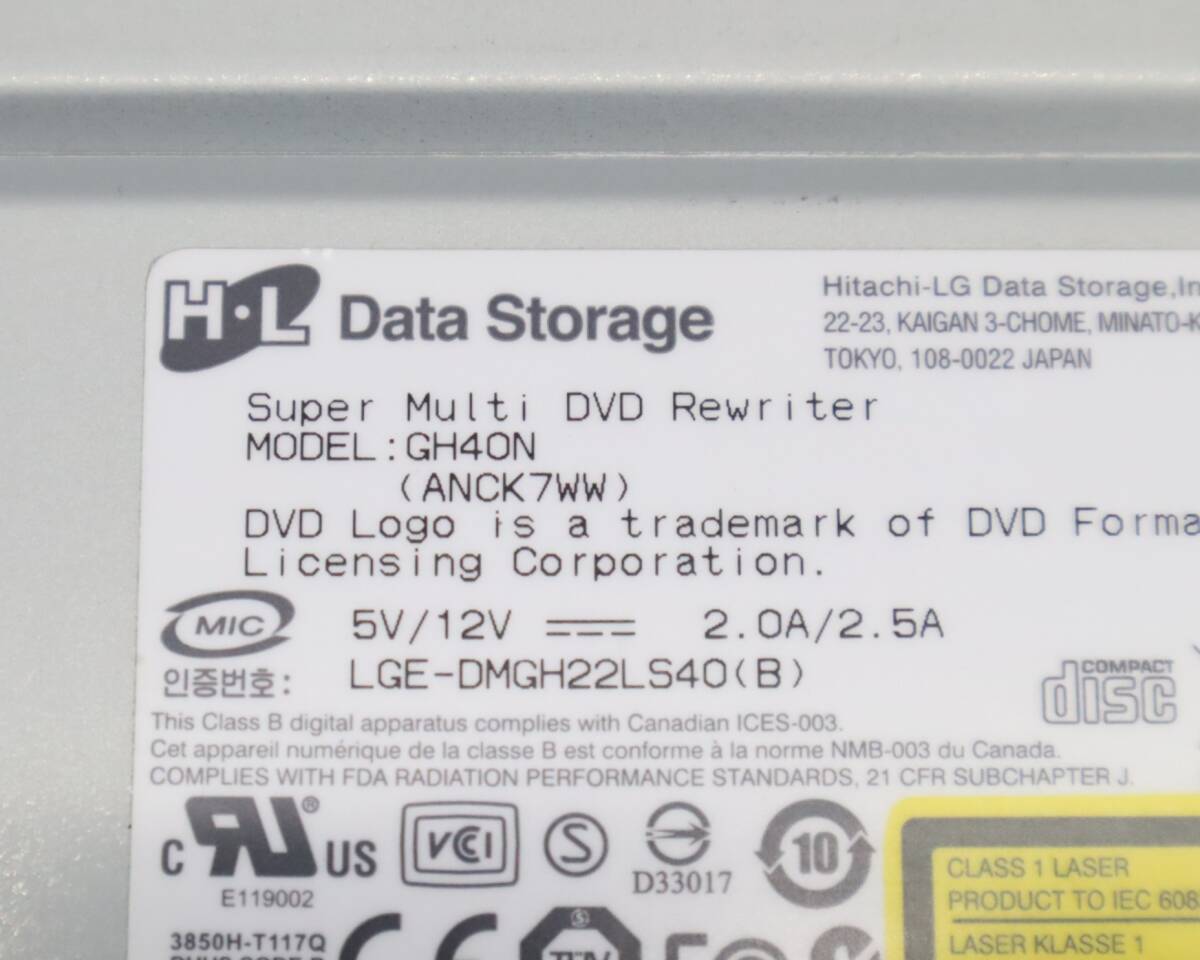 H·L Data Storage
Hitachi-LG Data Storage,In
22-23, KAIGAN 3-CHOME, MINATO-K
TOKYO, 108-0022 JAPAN
Super Multi DVD Rewriter
MODEL:GH40N
(ANCK7WW)
DVD Logo is a trademark of DVD Forma
Licensing Corporation.
MIC
5V/12V 2.0A/2.5A
인증번호: LGE-DMGH22LS40(B)
COMPACT
disc
This Class B digital apparatus complies with Canadian ICES-003.
Cet appareil numérique de la classe B est conforme à la norme NMB-003 du Canada.
COMPLIES WITH FDA RADIATION PERFORMANCE STANDARDS, 21 CFR SUBCHAPTER J.
C UR ® US
E119002
VCCI
S
D33017
10
CLASS 1 LASER
PRODUCT TO IEC 608
LASER KLASSE 1
3850H-T117Q
CE
S